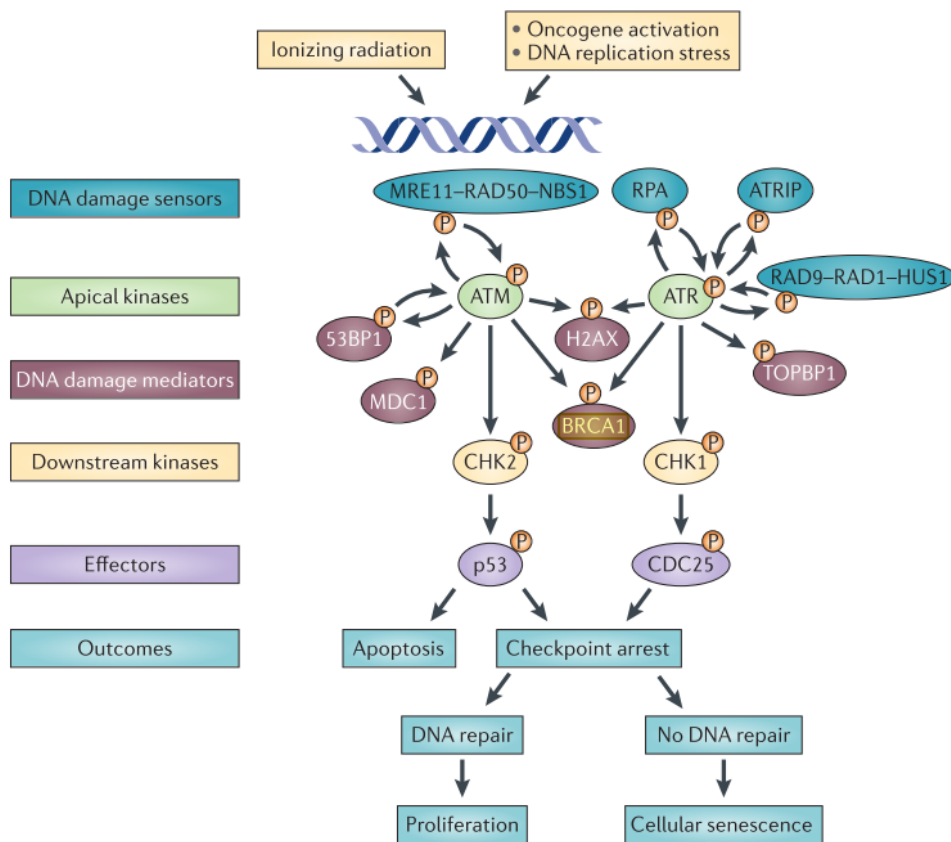 Ionizing radiation
• Oncogene activation
• DNA replication stress
DNA damage sensors
MRE11–RAD50–NBS1
RPA
ATRIP
P
P
P
Apical kinases
ATM
P
ATR
P
RAD9–RAD1–HUS1
P
53BP1
P
H2AX
P
DNA damage mediators
MDC1
P
BRCA1
P
TOPBP1
P
Downstream kinases
CHK2
P
CHK1
P
Effectors
p53
P
CDC25
P
Outcomes
Apoptosis
Checkpoint arrest
DNA repair
No DNA repair
Proliferation
Cellular senescence